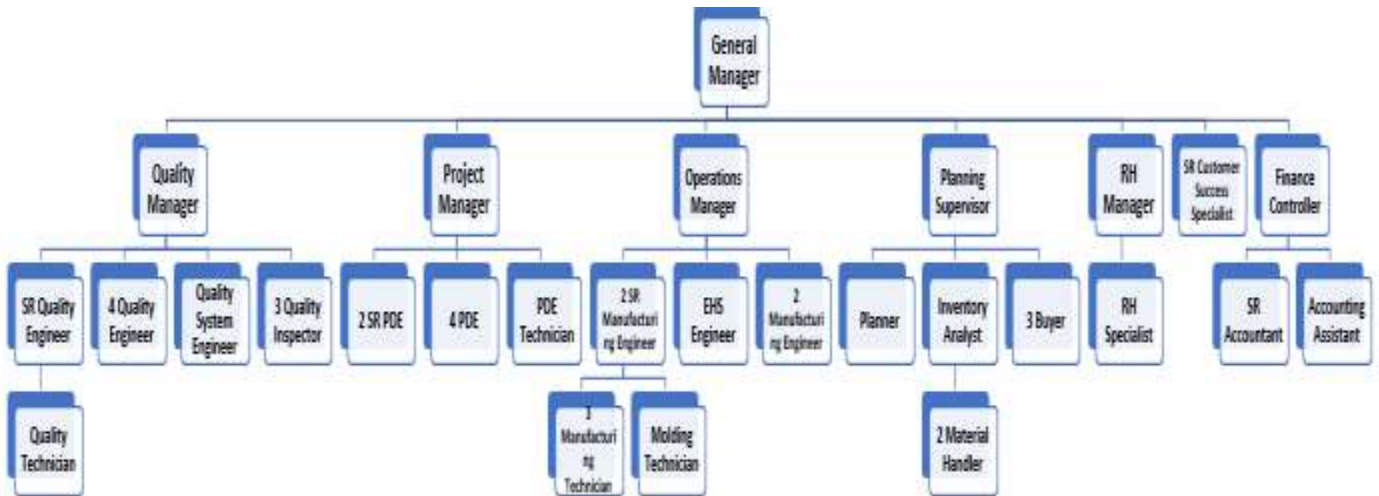 General
Manager
Quality
Manager
Project
Manager
Operations
Manager
Planning
Supervisor
RH
Manager
SR Customer
Success
Specialist
Finance
Controller
SR Quality
Engineer
4 Quality
Engineer
Quality
System
Engineer
3 Quality
Inspector
2 SR PDE
4 PDE
PDE
Technician
2 SR
Manufacturi
ng Engineer
EHS
Engineer
2
Manufacturi
ng Engineer
Planner
Inventory
Analyst
3 Buyer
RH
Specialist
SR
Accountant
Accounting
Assistant
Quality
Technician
Manufacturi
ng
Technician
Molding
Technician
2 Material
Handler